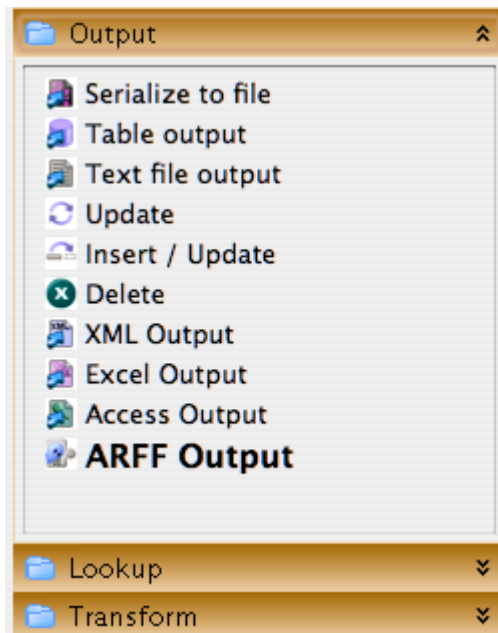 Output
Serialize to file
Table output
Text file output
Update
Insert / Update
Delete
XML Output
Excel Output
Access Output
ARFF Output
Lookup
Transform